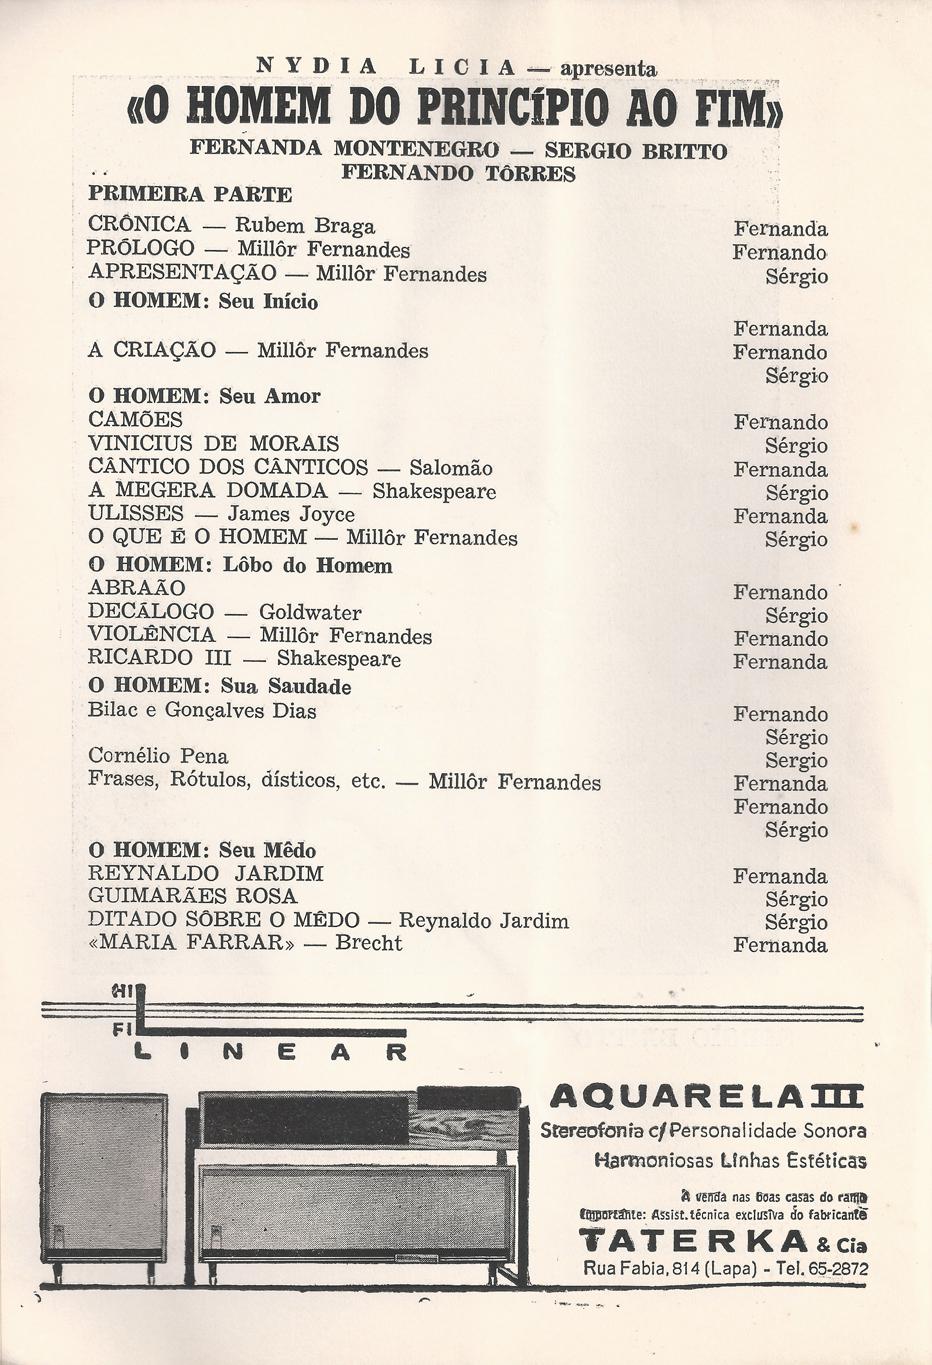 NYDIA LICIA — apresenta
«O HOMEM DO PRINCÍPIO AO FIM»
FERNANDA MONTENEGRO — SERGIO BRITTO
FERNANDO TÔRRES
PRIMEIRA PARTE
CRÔNICA — Rubem Braga Fernanda
PRÓLOGO — Millôr Fernandes Fernando
APRESENTAÇÃO — Millôr Fernandes Sérgio
O HOMEM: Seu Início
Fernanda
A CRIAÇÃO — Millôr Fernandes Fernando
Sérgio
O HOMEM: Seu Amor
CAMÕES Fernando
VINICIUS DE MORAIS Sérgio
CÂNTICO DOS CÂNTICOS — Salomão Fernanda
A MEGERA DOMADA — Shakespeare Sérgio
ULISSES — James Joyce Fernanda
O QUE É O HOMEM — Millôr Fernandes Sérgio
O HOMEM: Lôbo do Homem
ABRAÃO Fernando
DECÁLOGO — Goldwater Sérgio
VIOLÊNCIA — Millôr Fernandes Fernando
RICARDO III — Shakespeare Fernanda
O HOMEM: Sua Saudade
Bilac e Gonçalves Dias Fernando
Sérgio
Cornélio Pena Sergio
Frases, Rótulos, dísticos, etc. — Millôr Fernandes Fernanda
Fernando
Sérgio
O HOMEM: Seu Mêdo
REYNALDO JARDIM Fernanda
GUIMARÃES ROSA Sérgio
DITADO SÔBRE O MÊDO — Reynaldo Jardim Sérgio
«MARIA FARRAR» — Brecht Fernanda
HI
FI
LINEAR
AQUARELA III
Stereofonia c/ Personalidade Sonora
Harmoniosas Linhas Estéticas
À venda nas boas casas do ramo
Importante: Assist. técnica exclusiva do fabricante
TATERKA & Cia
Rua Fabia, 814 (Lapa) - Tel. 65-2872